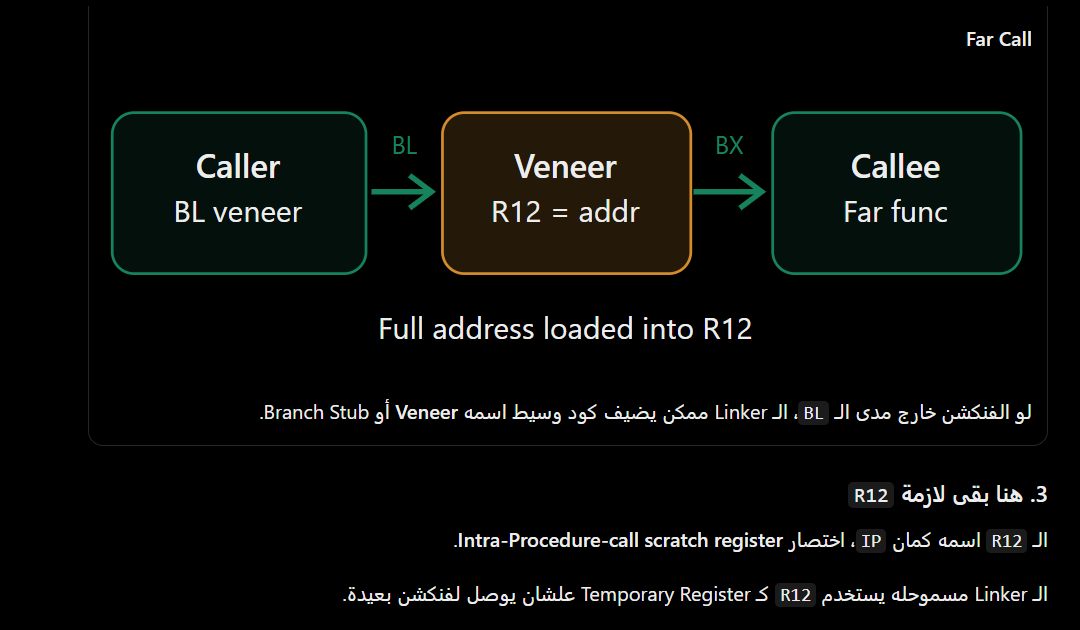 Far Call
BL
BX
Caller
BL veneer
Veneer
R12 = addr
Callee
Far func
Full address loaded into R12
لو الفنكشن خارج مدى الـ BL، الـ Linker ممكن يضيف كود وسيط اسمه Veneer أو Branch Stub.
3. هنا بقى لازمة R12
الـ R12 اسمه كمان IP، اختصار Intra-Procedure-call scratch register.
الـ Linker مسموحله يستخدم R12 كـ Temporary Register علشان يوصل لفنكشن بعيدة.